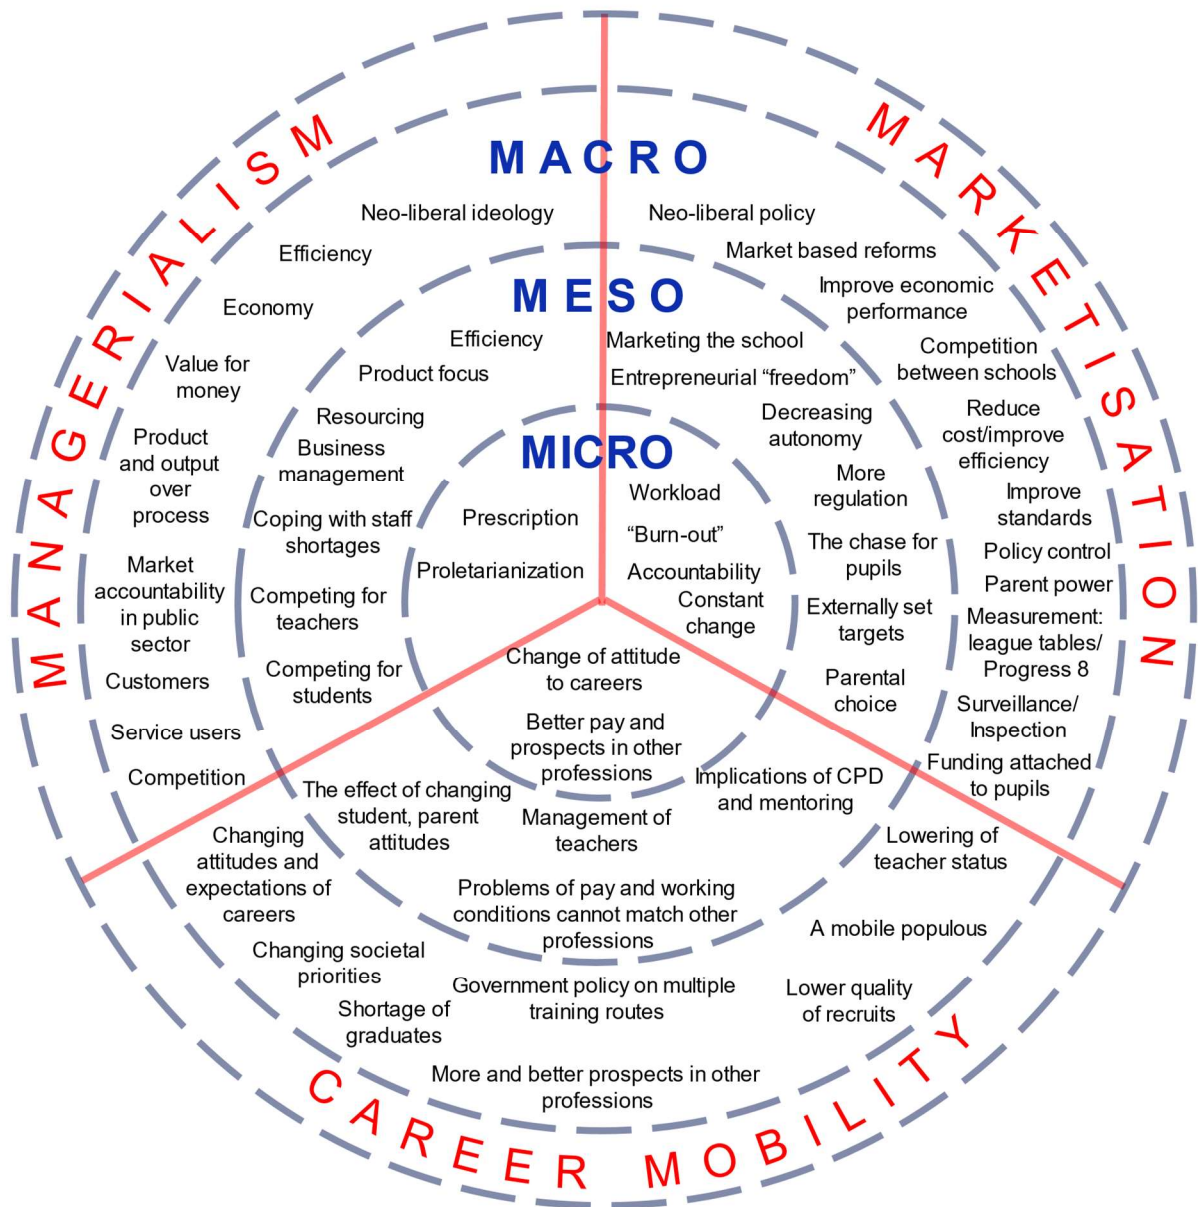 MANAGERIALISM
MARKETISATION
CAREER MOBILITY
MACRO
Neo-liberal ideology
Efficiency
Economy
Value for
money
Product
and output
over
process
Market
accountability
in public
sector
Customers
Service users
Competition
Neo-liberal policy
Market based reforms
Improve economic
performance
Competition
between schools
Reduce
cost/improve
efficiency
Improve
standards
Policy control
Parent power
Measurement:
league tables/
Progress 8
Surveillance/
Inspection
Funding attached
to pupils
MESO
Efficiency
Product focus
Resourcing
Business
management
Coping with staff
shortages
Competing for
teachers
Competing for
students
Marketing the school
Entrepreneurial “freedom”
Decreasing
autonomy
More
regulation
The chase for
pupils
Externally set
targets
Parental
choice
MICRO
Prescription
Proletarianization
Workload
“Burn-out”
Accountability
Constant
change
Change of attitude
to careers
Better pay and
prospects in other
professions
The effect of changing
student, parent
attitudes
Management of
teachers
Implications of CPD
and mentoring
Problems of pay and working
conditions cannot match other
professions
Changing
attitudes and
expectations of
careers
Lowering of
teacher status
Changing societal
priorities
A mobile populous
Shortage of
graduates
Government policy on multiple
training routes
Lower quality
of recruits
More and better prospects in other
professions